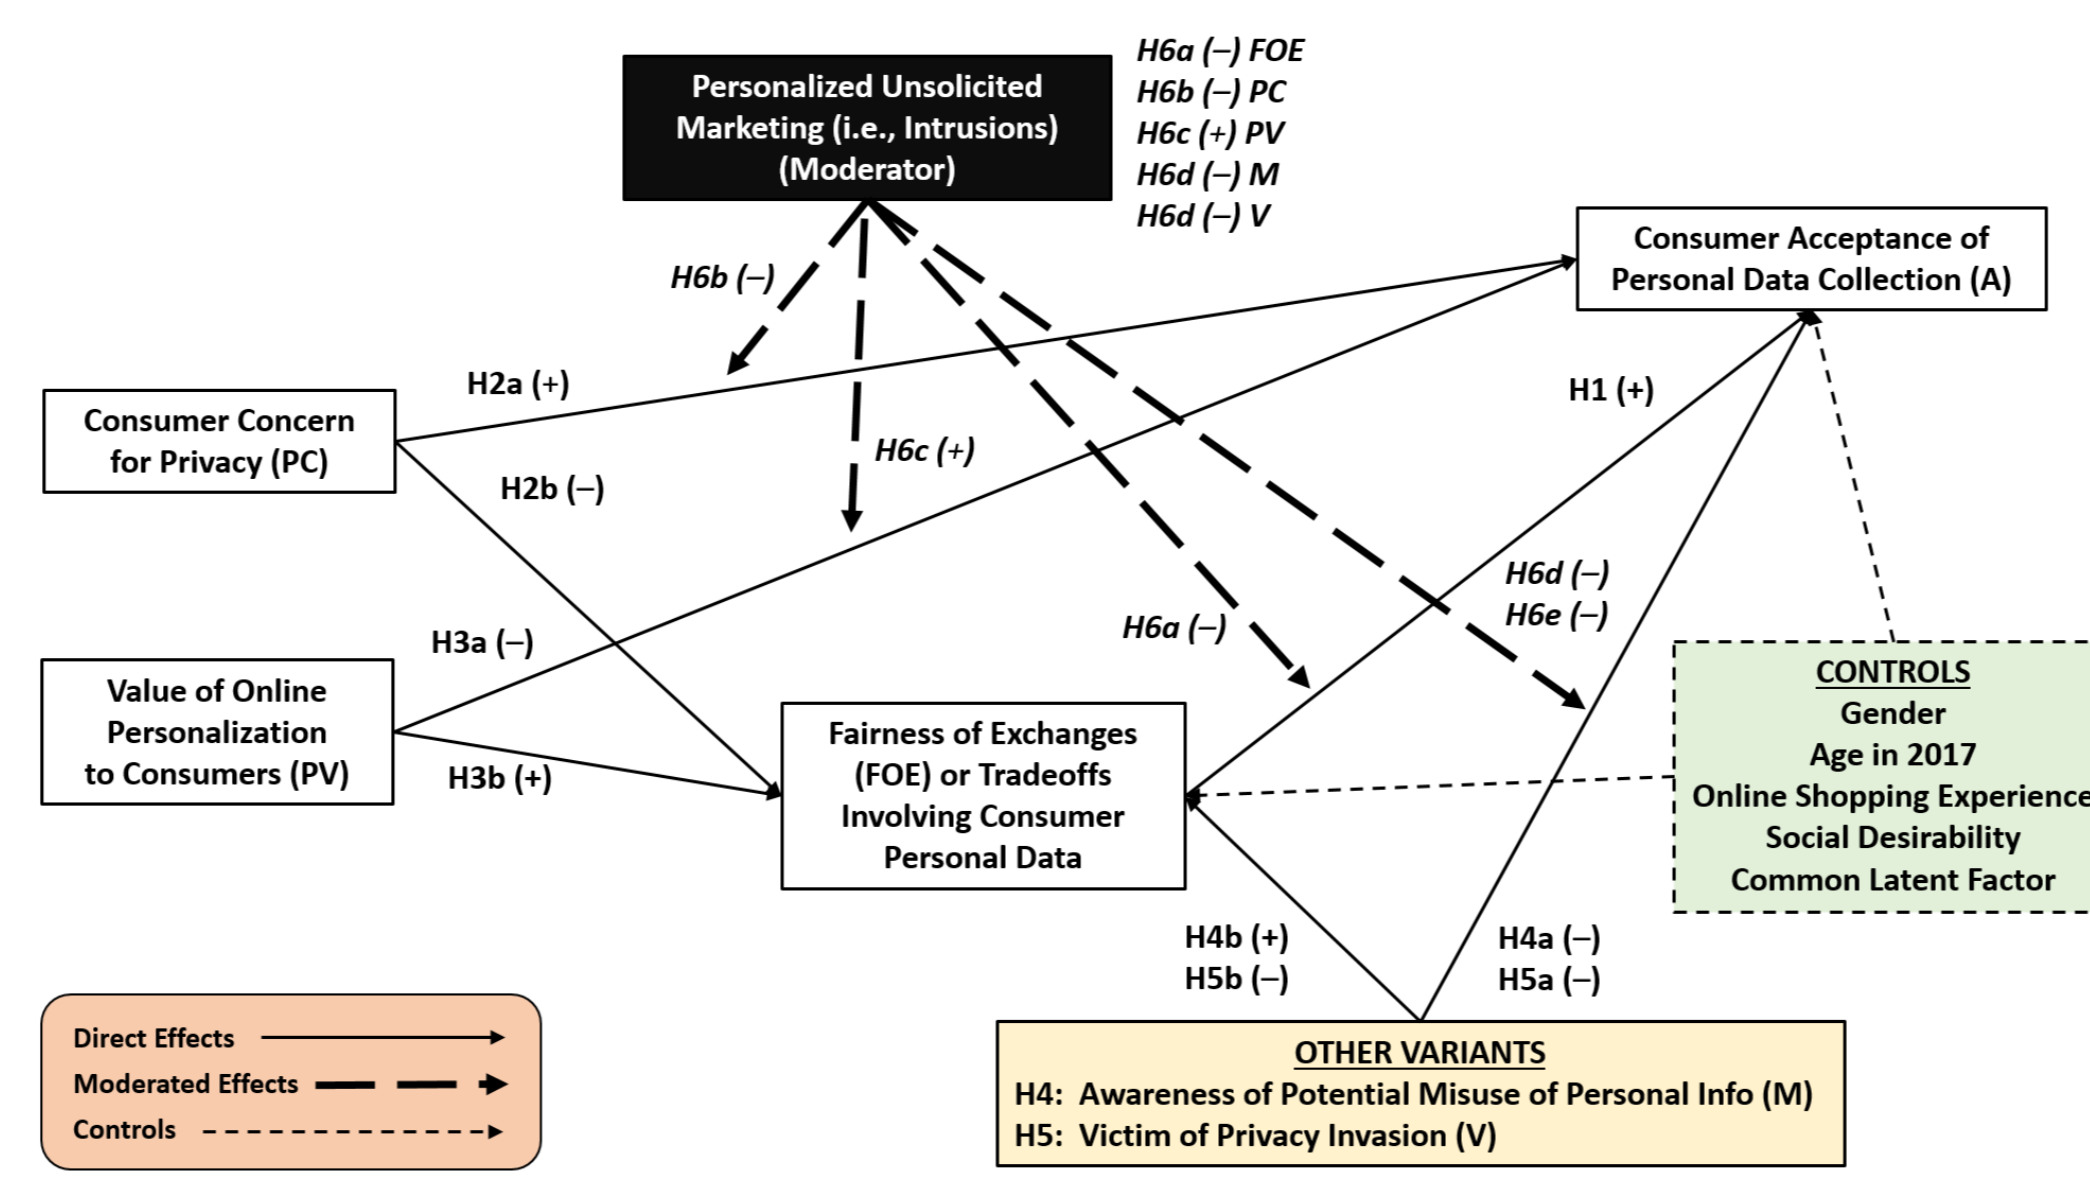 Personalized Unsolicited
Marketing (i.e., Intrusions)
(Moderator)
H6a (–) FOE
H6b (–) PC
H6c (+) PV
H6d (–) M
H6d (–) V
Consumer Acceptance of
Personal Data Collection (A)
H6b (–)
H2a (+)
H1 (+)
Consumer Concern
for Privacy (PC)
H6c (+)
H2b (–)
H6d (–)
H6e (–)
H6a (–)
H3a (–)
Value of Online
Personalization
to Consumers (PV)
H3b (+)
Fairness of Exchanges
(FOE) or Tradeoffs
Involving Consumer
Personal Data
CONTROLS
Gender
Age in 2017
Online Shopping Experience
Social Desirability
Common Latent Factor
H4b (+)
H5b (–)
H4a (–)
H5a (–)
Direct Effects
Moderated Effects
Controls
OTHER VARIANTS
H4: Awareness of Potential Misuse of Personal Info (M)
H5: Victim of Privacy Invasion (V)